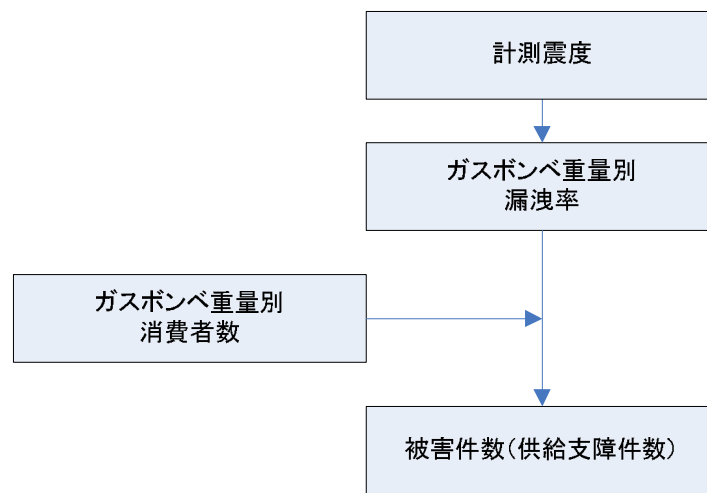 計測震度
ガスボンベ重量別
漏洩率
ガスボンベ重量別
消費者数
被害件数（供給支障件数）